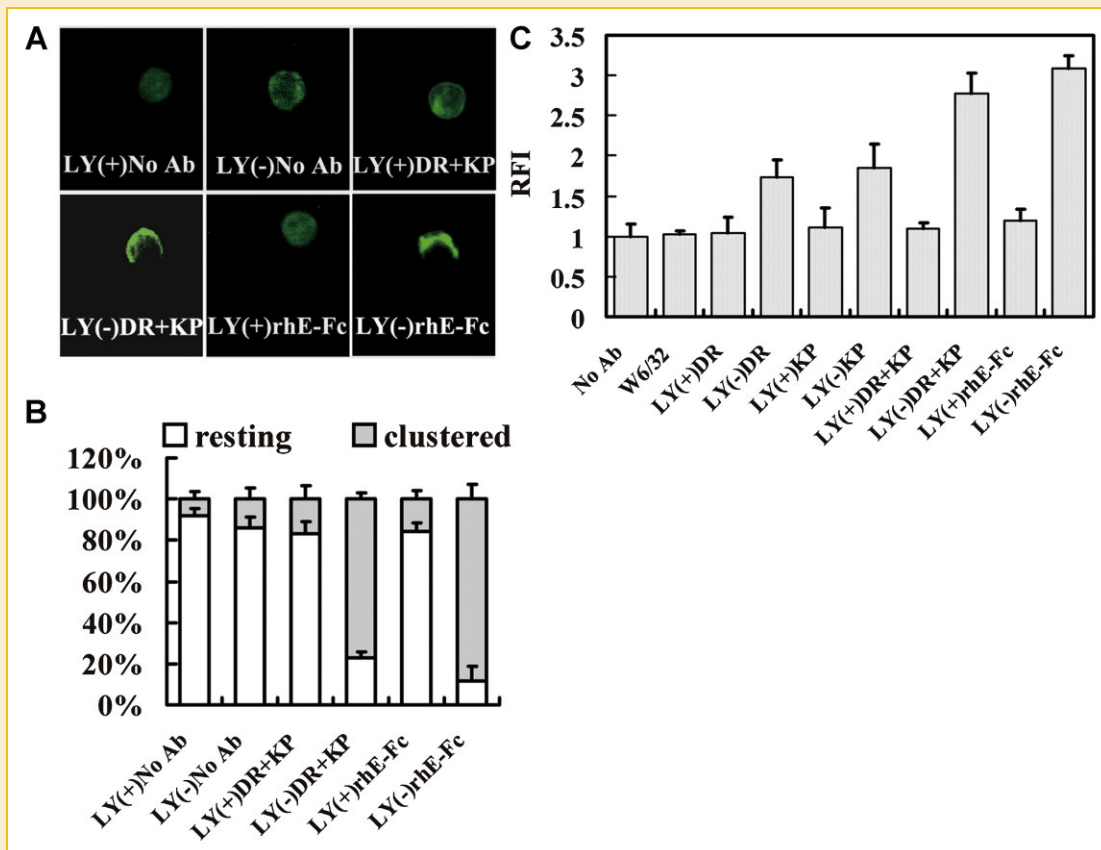 A
LY(+)No Ab
LY(-)No Ab
LY(+)DR+KP
LY(-)DR+KP
LY(+)rhE-Fc
LY(-)rhE-Fc
B
resting
clustered
120%
100%
80%
60%
40%
20%
0%
LY(+)No Ab
LY(-)No Ab
LY(+)DR+KP
LY(-)DR+KP
LY(+)rhE-Fc
LY(-)rhE-Fc
C
RFI
3.5
3
2.5
2
1.5
1
0.5
0
No Ab
W6/32
LY(+)DR
LY(-)DR
LY(+)KP
LY(-)KP
LY(+)DR+KP
LY(-)DR+KP
LY(+)rhE-Fc
LY(-)rhE-Fc